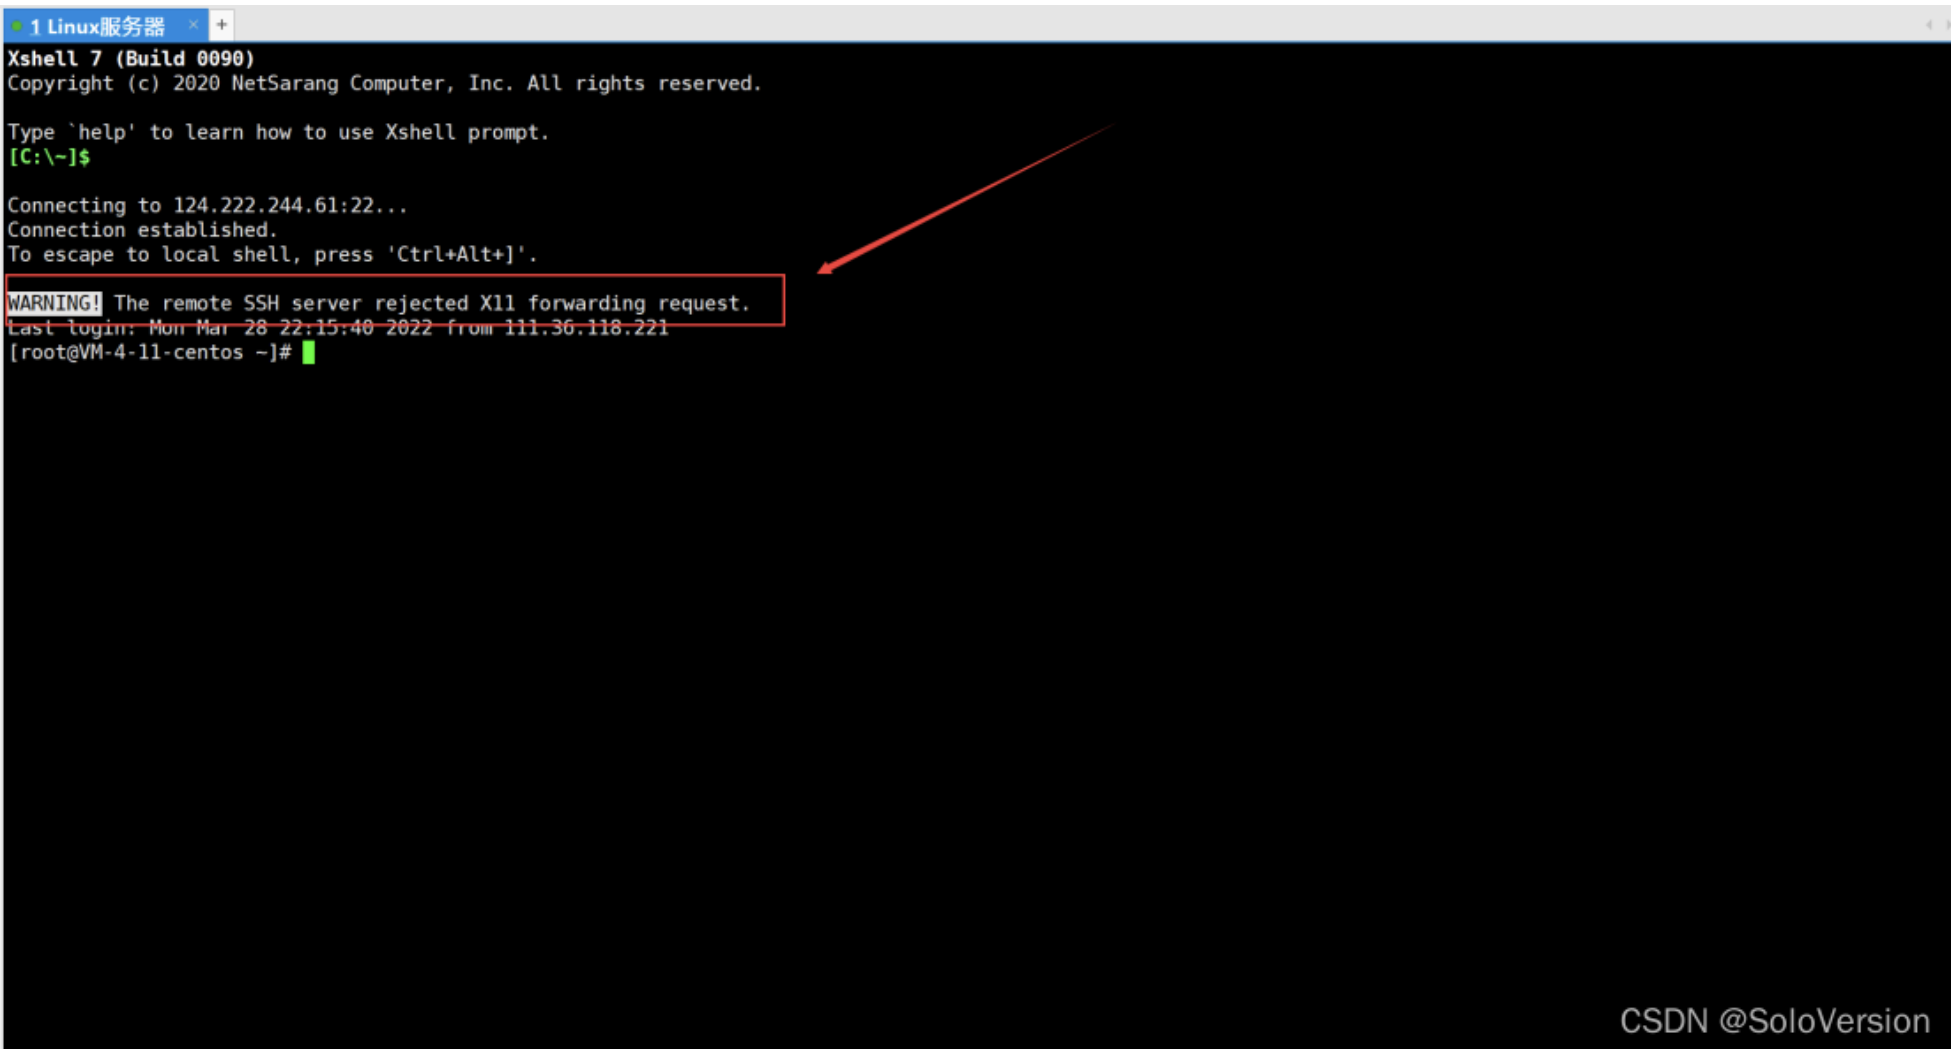 1 Linux服务器 × +
Xshell 7 (Build 0090)
Copyright (c) 2020 NetSarang Computer, Inc. All rights reserved.
Type `help' to learn how to use Xshell prompt.
[C:\~]$
Connecting to 124.222.244.61:22...
Connection established.
To escape to local shell, press 'Ctrl+Alt+]'.
WARNING! The remote SSH server rejected X11 forwarding request.
Last login: Mon Mar 28 22:15:40 2022 from 111.36.118.221
[root@VM-4-11-centos ~]#
CSDN @SoloVersion